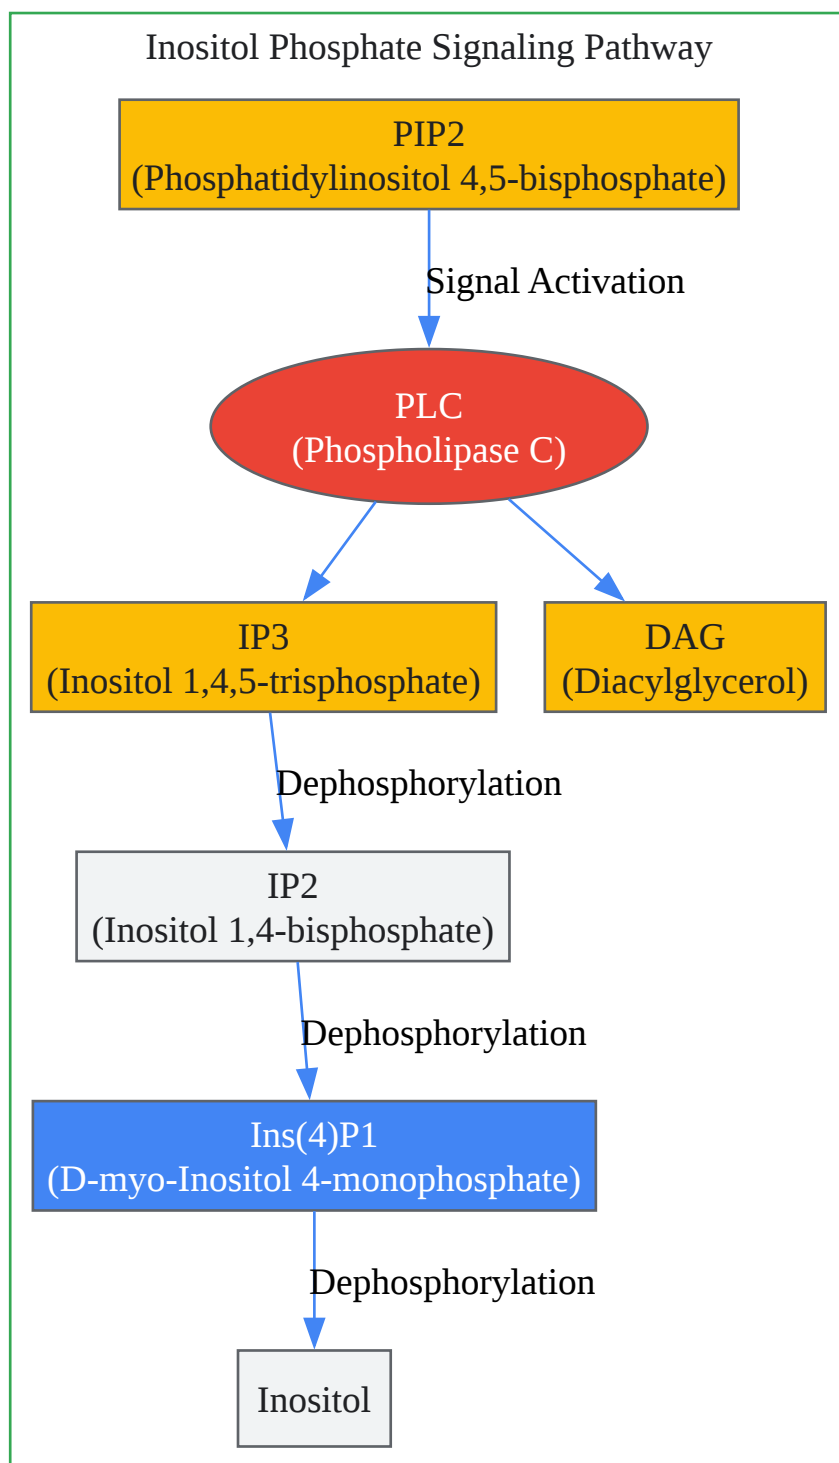 Inositol Phosphate Signaling Pathway
PIP2
(Phosphatidylinositol 4,5-bisphosphate)
Signal Activation
PLC
(Phospholipase C)
IP3
(Inositol 1,4,5-trisphosphate)
DAG
(Diacylglycerol)
Dephosphorylation
IP2
(Inositol 1,4-bisphosphate)
Dephosphorylation
Ins(4)P1
(D-myo-Inositol 4-monophosphate)
Dephosphorylation
Inositol